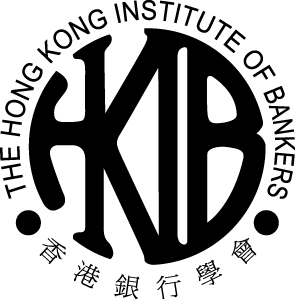 THE HONG KONG INSTITUTE OF BANKERS
HKIB
香港銀行學會